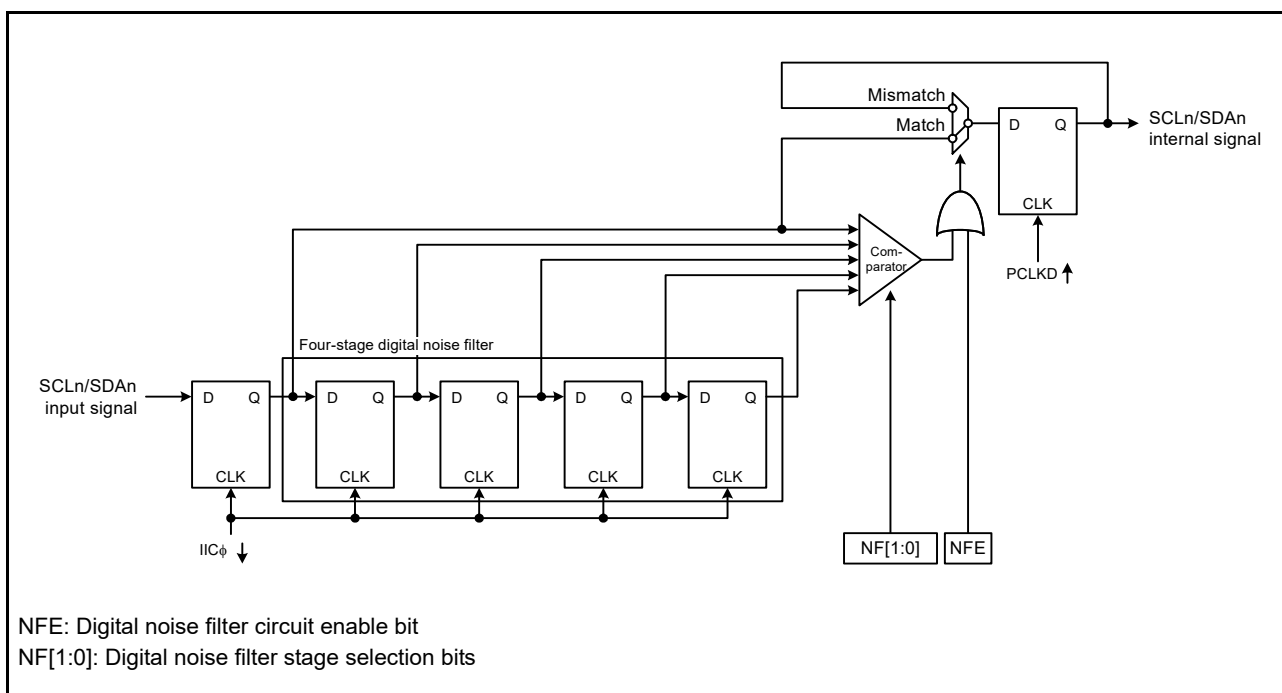 Mismatch
Match
D
Q
CLK
SCLn/SDAn
internal signal
PCLKD
Com-
parator
Four-stage digital noise filter
SCLn/SDAn
input signal
D Q
CLK
D Q
CLK
D Q
CLK
D Q
CLK
D Q
CLK
IICϕ
NF[1:0]
NFE
NFE: Digital noise filter circuit enable bit
NF[1:0]: Digital noise filter stage selection bits